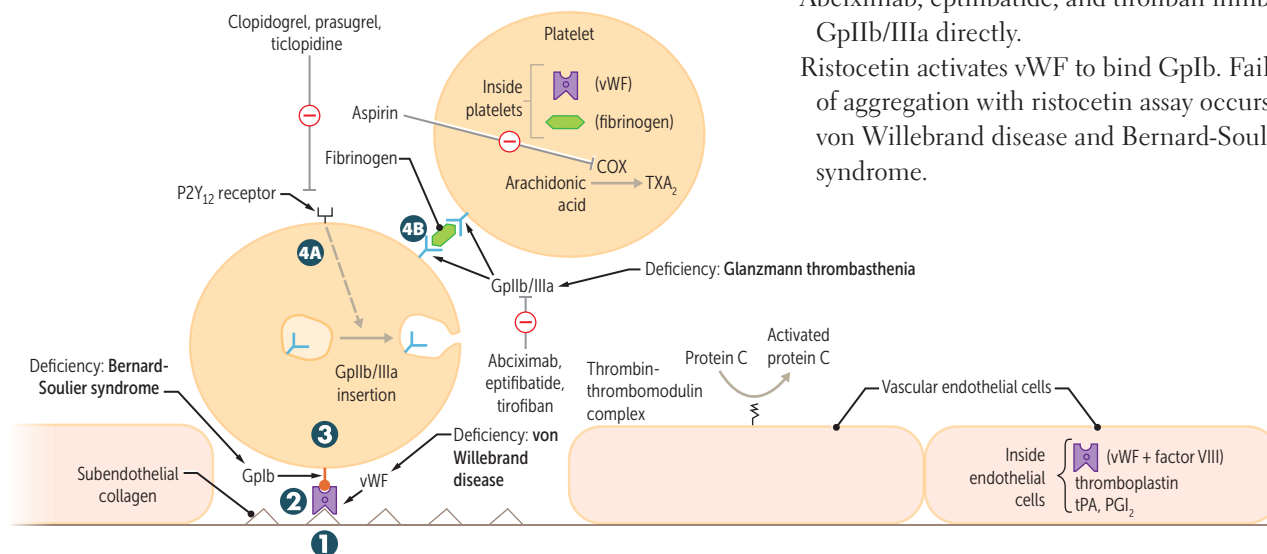 Abciximab, eptifibatide, and tirofiban
GpIIb/IIIa directly.
Ristocetin activates vWF to bind GpIb.
of aggregation with ristocetin assay occurs
von Willebrand disease and
syndrome.
Clopidogrel, prasugrel,
ticlopidine
Platelet
Inside
platelets
(vWF)
(fibrinogen)
Aspirin
COX
Arachidonic
acid
TXA2
Fibrinogen
P2Y12 receptor
4A
4B
GpIIb/IIIa
Deficiency: Glanzmann thrombasthenia
Abciximab,
eptifibatide,
tirofiban
GpIIb/IIIa
insertion
Deficiency: Bernard-
Soulier syndrome
3
Deficiency: von
Willebrand
disease
GpIb
vWF
Subendothelial
collagen
2
1
Thrombin-
thrombomodulin
complex
Protein C
Activated
protein C
Vascular endothelial cells
Inside
endothelial
cells
(vWF + factor VIII)
thromboplastin
tPA, PGI2